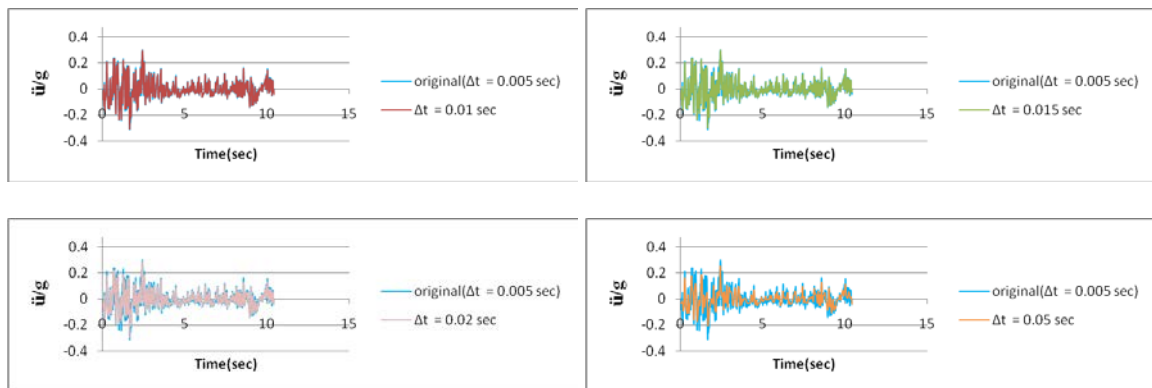 0.4
0.2
0
-0.2
-0.4
0 5 10 15
ü/g
Time(sec)
original(Δt = 0.005 sec)
Δt = 0.01 sec
0.4
0.2
0
-0.2
-0.4
0 5 10 15
ü/g
Time(sec)
original(Δt = 0.005 sec)
Δt = 0.015 sec
0.4
0.2
0
-0.2
-0.4
0 5 10 15
ü/g
Time(sec)
original(Δt = 0.005 sec)
Δt = 0.02 sec
0.4
0.2
0
-0.2
-0.4
0 5 10 15
ü/g
Time(sec)
original(Δt = 0.005 sec)
Δt = 0.05 sec